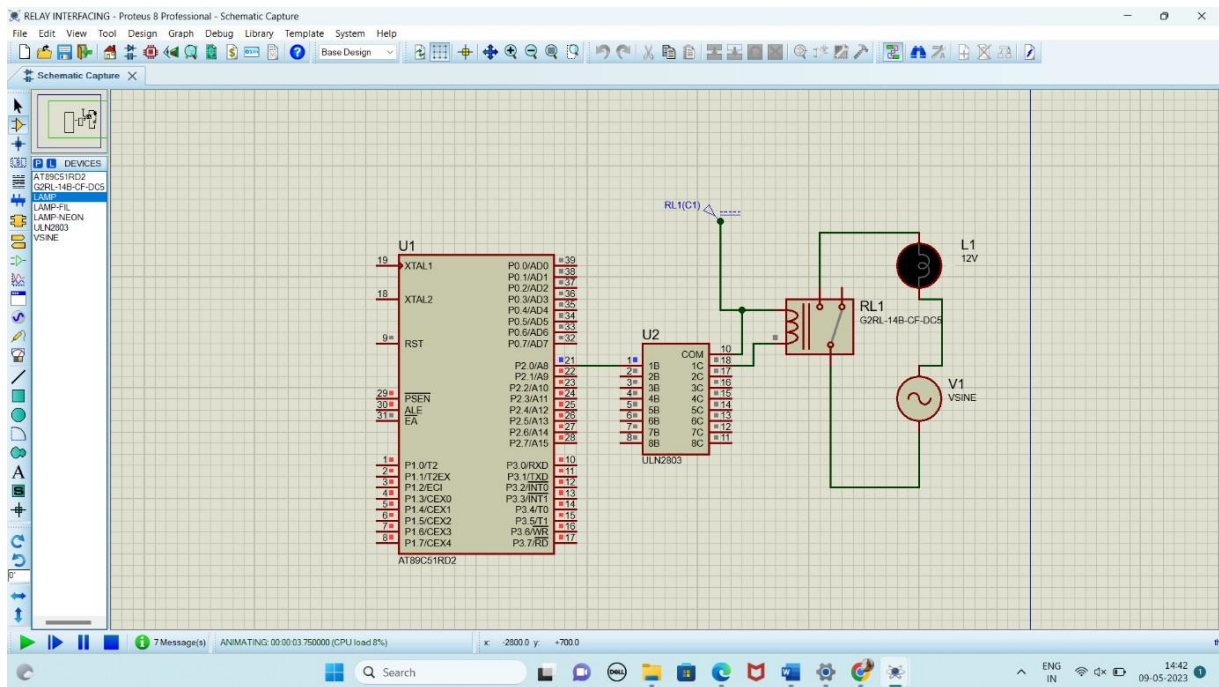 RELAY INTERFACING - Proteus 8 Professional - Schematic Capture
File Edit View Tool Design Graph Debug Library Template System Help
Base Design
Schematic Capture
P L DEVICES
AT89C51RD2
G2RL-14B-CF-DC5
LAMP
LAMP-FIL
LAMP-NEON
ULN2803
VSINE
RL1(C1)
U1
19 XTAL1
18 XTAL2
9 RST
29 PSEN
30 ALE
31 EA
1 P1.0/T2
2 P1.1/T2EX
3 P1.2/ECI
4 P1.3/CEX0
5 P1.4/CEX1
6 P1.5/CEX2
7 P1.6/CEX3
8 P1.7/CEX4
P0.0/AD0 39
P0.1/AD1 38
P0.2/AD2 37
P0.3/AD3 36
P0.4/AD4 35
P0.5/AD5 34
P0.6/AD6 33
P0.7/AD7 32
P2.0/A8 21
P2.1/A9 22
P2.2/A10 23
P2.3/A11 24
P2.4/A12 25
P2.5/A13 26
P2.6/A14 27
P2.7/A15 28
P3.0/RXD 10
P3.1/TXD 11
P3.2/INT0 12
P3.3/INT1 13
P3.4/T0 14
P3.5/T1 15
P3.6/WR 16
P3.7/RD 17
AT89C51RD2
U2
COM 10
1 1B 1C 18
2 2B 2C 17
3 3B 3C 16
4 4B 4C 15
5 5B 5C 14
6 6B 6C 13
7 7B 7C 12
8 8B 8C 11
ULN2803
RL1
G2RL-14B-CF-DC5
L1
12V
V1
VSINE
A
S
0°
7 Message(s)
ANIMATING: 00:00:03.750000 (CPU load 8%)
x: -2800.0 y: +700.0
Search
DELL
ENG
IN
14:42
09-05-2023
1